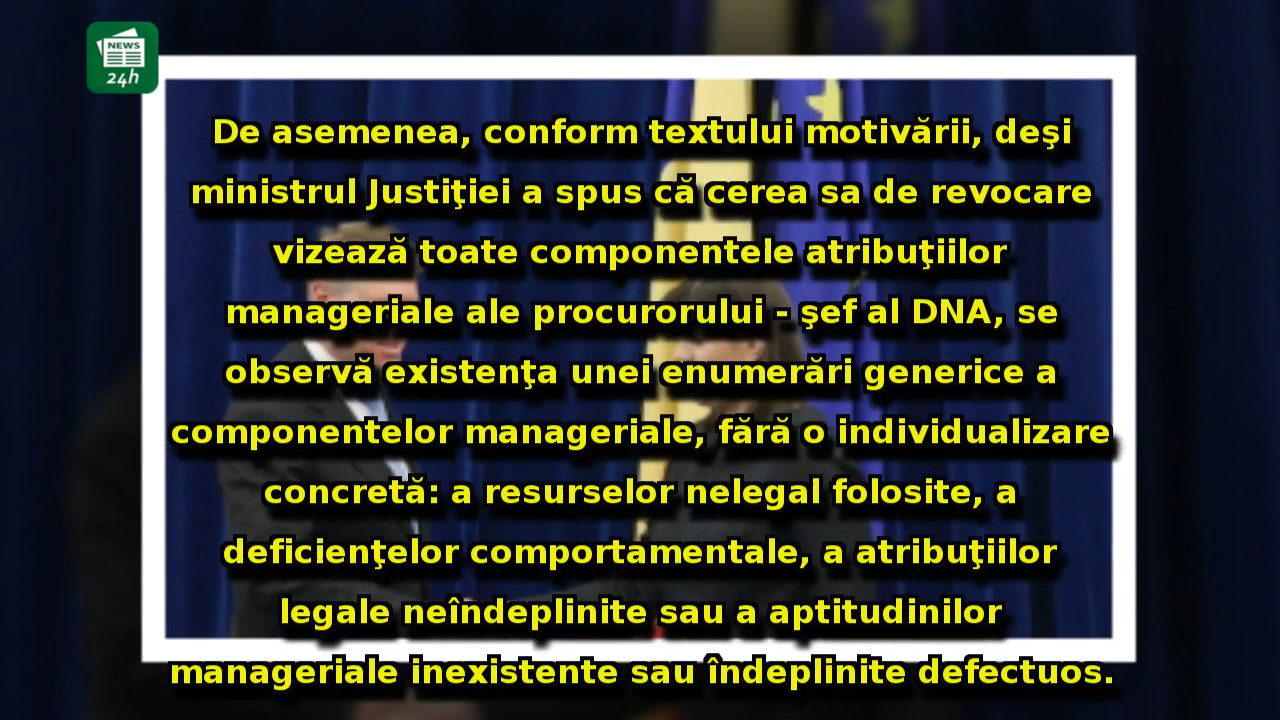 NEWS
24h
De asemenea, conform textului motivării, deşi
ministrul Justiţiei a spus că cerea sa de revocare
vizează toate componentele atribuţiilor
manageriale ale procurorului - şef al DNA, se
observă existenţa unei enumerări generice a
componentelor manageriale, fără o individualizare
concretă: a resurselor nelegal folosite, a
deficienţelor comportamentale, a atribuţiilor
legale neîndeplinite sau a aptitudinilor
manageriale inexistente sau îndeplinite defectuos.